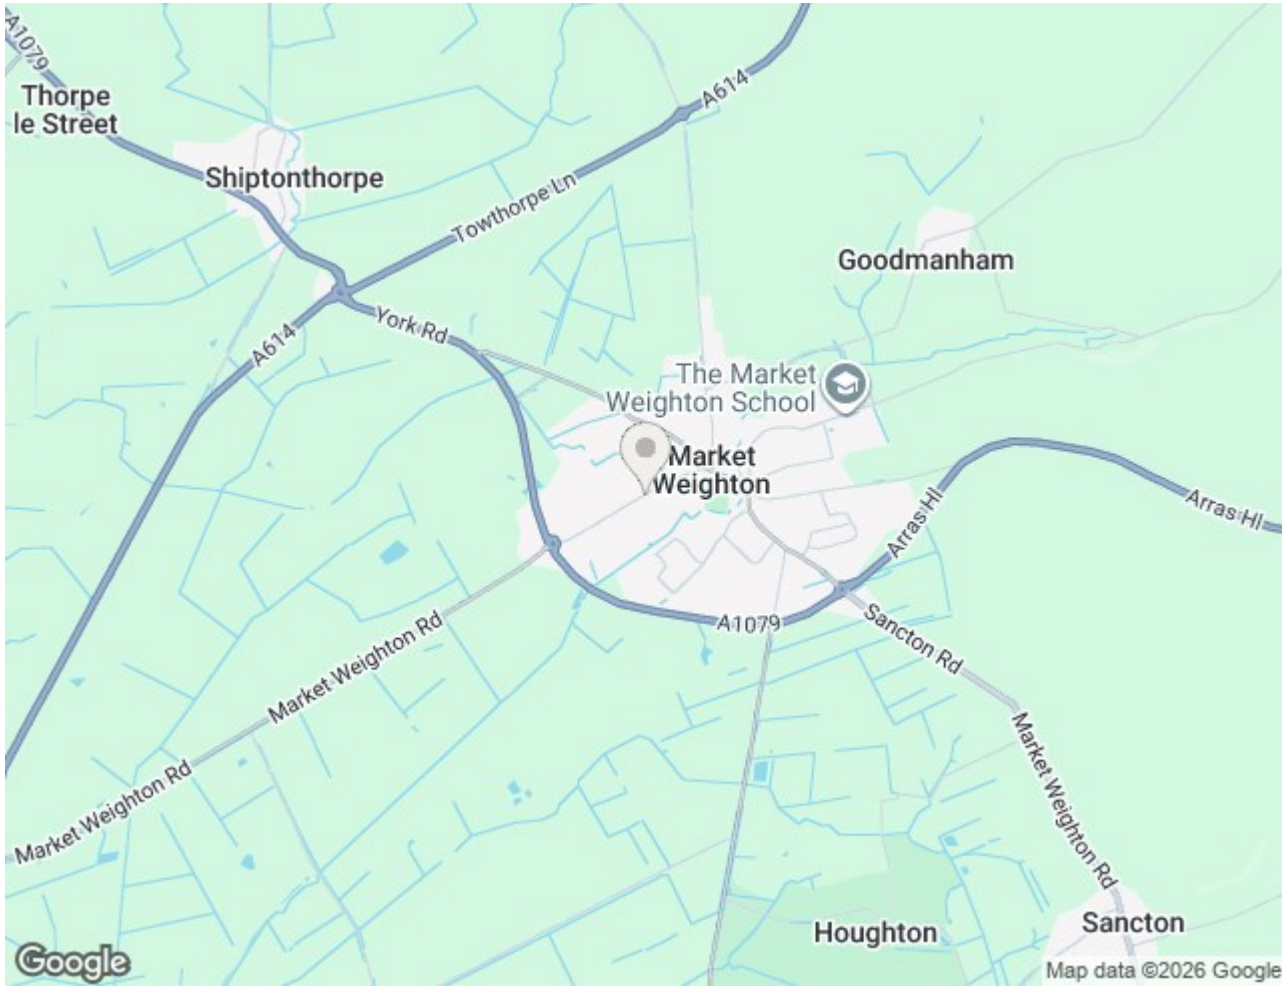 A1079
Thorpe
le Street
Shiptonthorpe
A614
Towthorpe Ln
Goodmanham
A614
York Rd
The Market
Weighton School
Market
Weighton
Arras Hl
Arras Hl
A1079
Sancton Rd
Market Weighton Rd
Market Weighton Rd
Market Weighton Rd
Houghton
Sancton
Google
Map data ©2026 Google